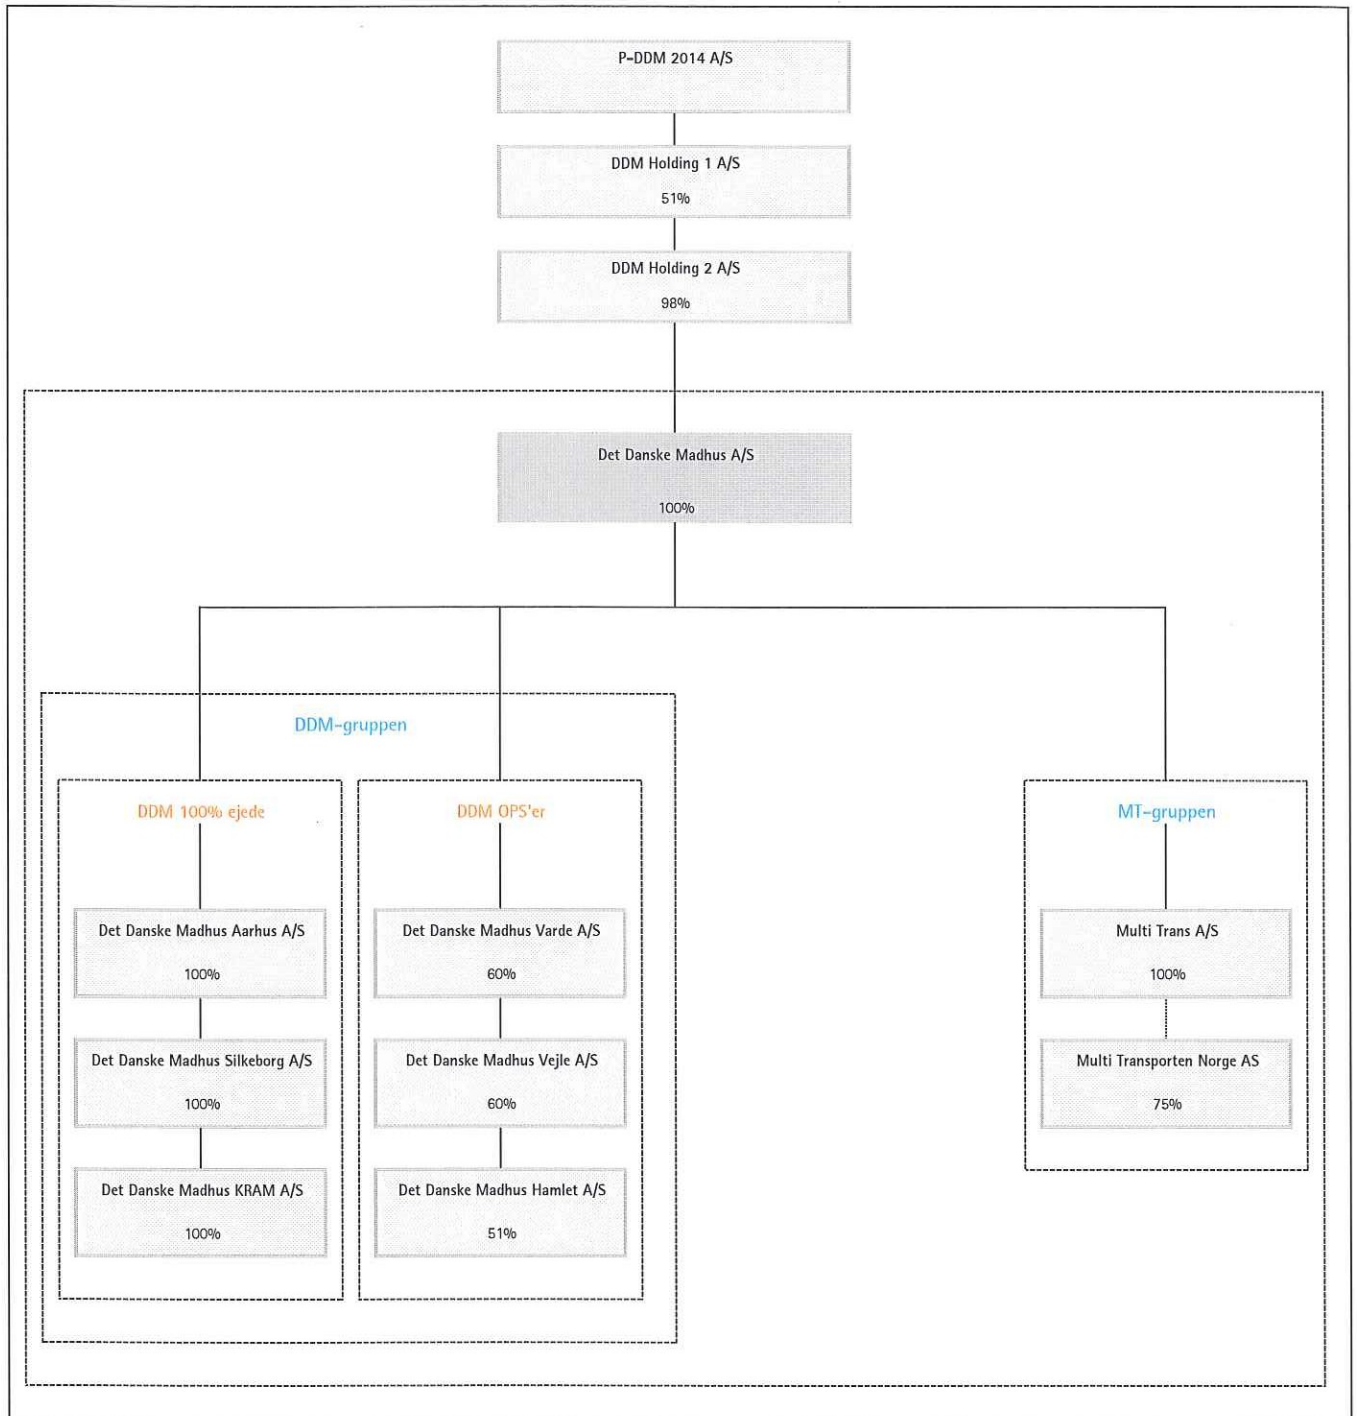 P-DDM 2014 A/S
DDM Holding 1 A/S
51%
DDM Holding 2 A/S
98%
Det Danske Madhus A/S
100%
DDM-gruppen
DDM 100% ejede
Det Danske Madhus Aarhus A/S
100%
Det Danske Madhus Silkeborg A/S
100%
Det Danske Madhus KRAM A/S
100%
DDM OPS'er
Det Danske Madhus Varde A/S
60%
Det Danske Madhus Vejle A/S
60%
Det Danske Madhus Hamlet A/S
51%
MT-gruppen
Multi Trans A/S
100%
Multi Transporten Norge AS
75%